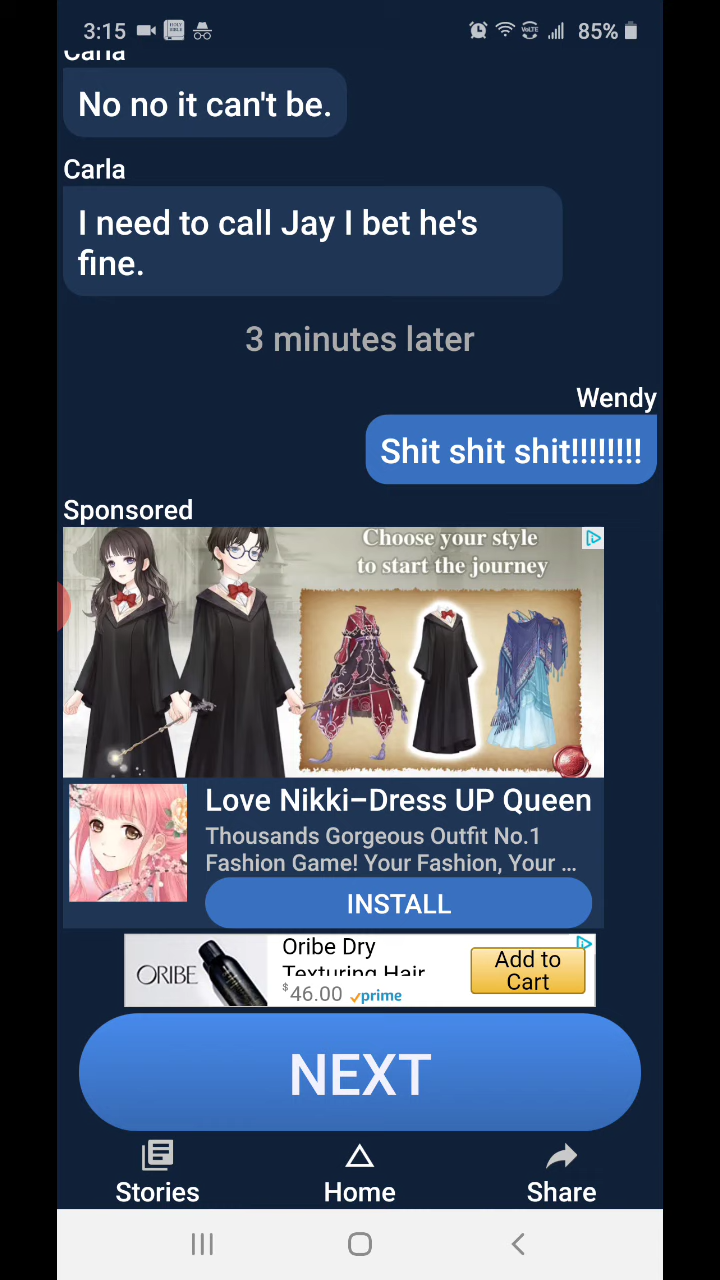 3:15
85%
Carla
No no it can't be.
Carla
I need to call Jay I bet he's
fine.
3 minutes later
Wendy
Shit shit shit!!!!!!!!
Sponsored
Choose your style
to start the journey
Love Nikki-Dress UP Queen
Thousands Gorgeous Outfit No.1
Fashion Game! Your Fashion, Your ...
INSTALL
ORIBE
Oribe Dry
Texturing Hair
$46.00 prime
Add to
Cart
NEXT
Stories
Home
Share